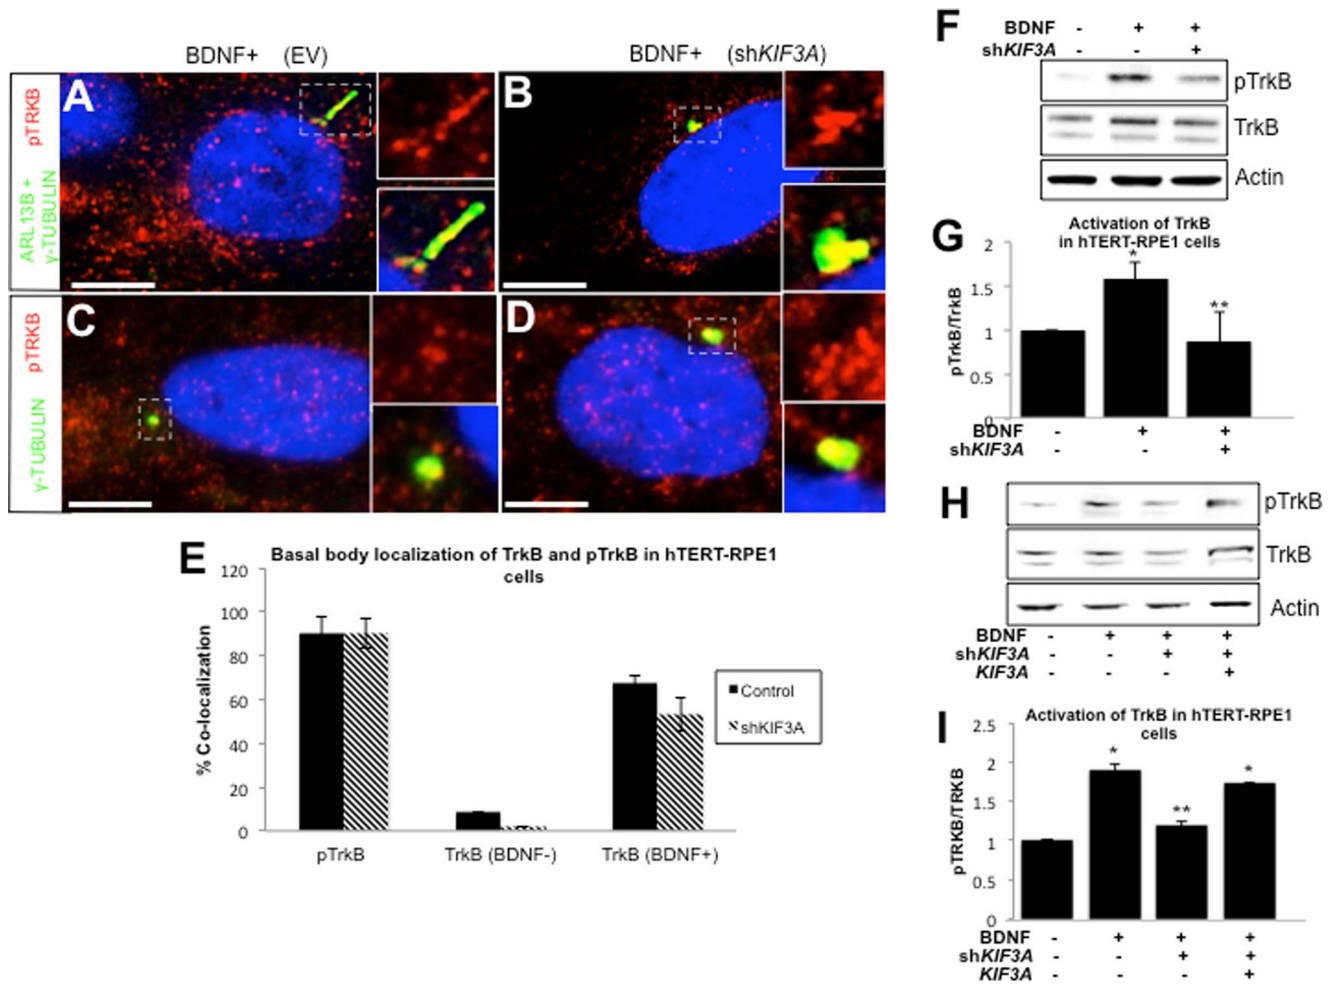 BDNF+ (EV)
BDNF+ (shKIF3A)
pTRKB
ARL13B +
γ-TUBULIN
A
B
pTRKB
γ-TUBULIN
C
D
E
Basal body localization of TrkB and pTrkB in hTERT-RPE1
cells
% Co-localization
120
100
80
60
40
20
0
Control
shKIF3A
pTrkB
TrkB (BDNF-)
TrkB (BDNF+)
F
BDNF - + +
shKIF3A - - +
pTrkB
TrkB
Actin
G
Activation of TrkB
in hTERT-RPE1 cells
pTrkB/TrkB
2
1.5
1
0.5
0
*
**
BDNF - + +
shKIF3A - - +
H
pTrkB
TrkB
Actin
BDNF - + + +
shKIF3A - - + +
KIF3A - - - +
I
Activation of TrkB in hTERT-RPE1
cells
pTRKB/TRKB
2.5
2
1.5
1
0.5
0
*
**
*
BDNF - + + +
shKIF3A - - + +
KIF3A - - - +